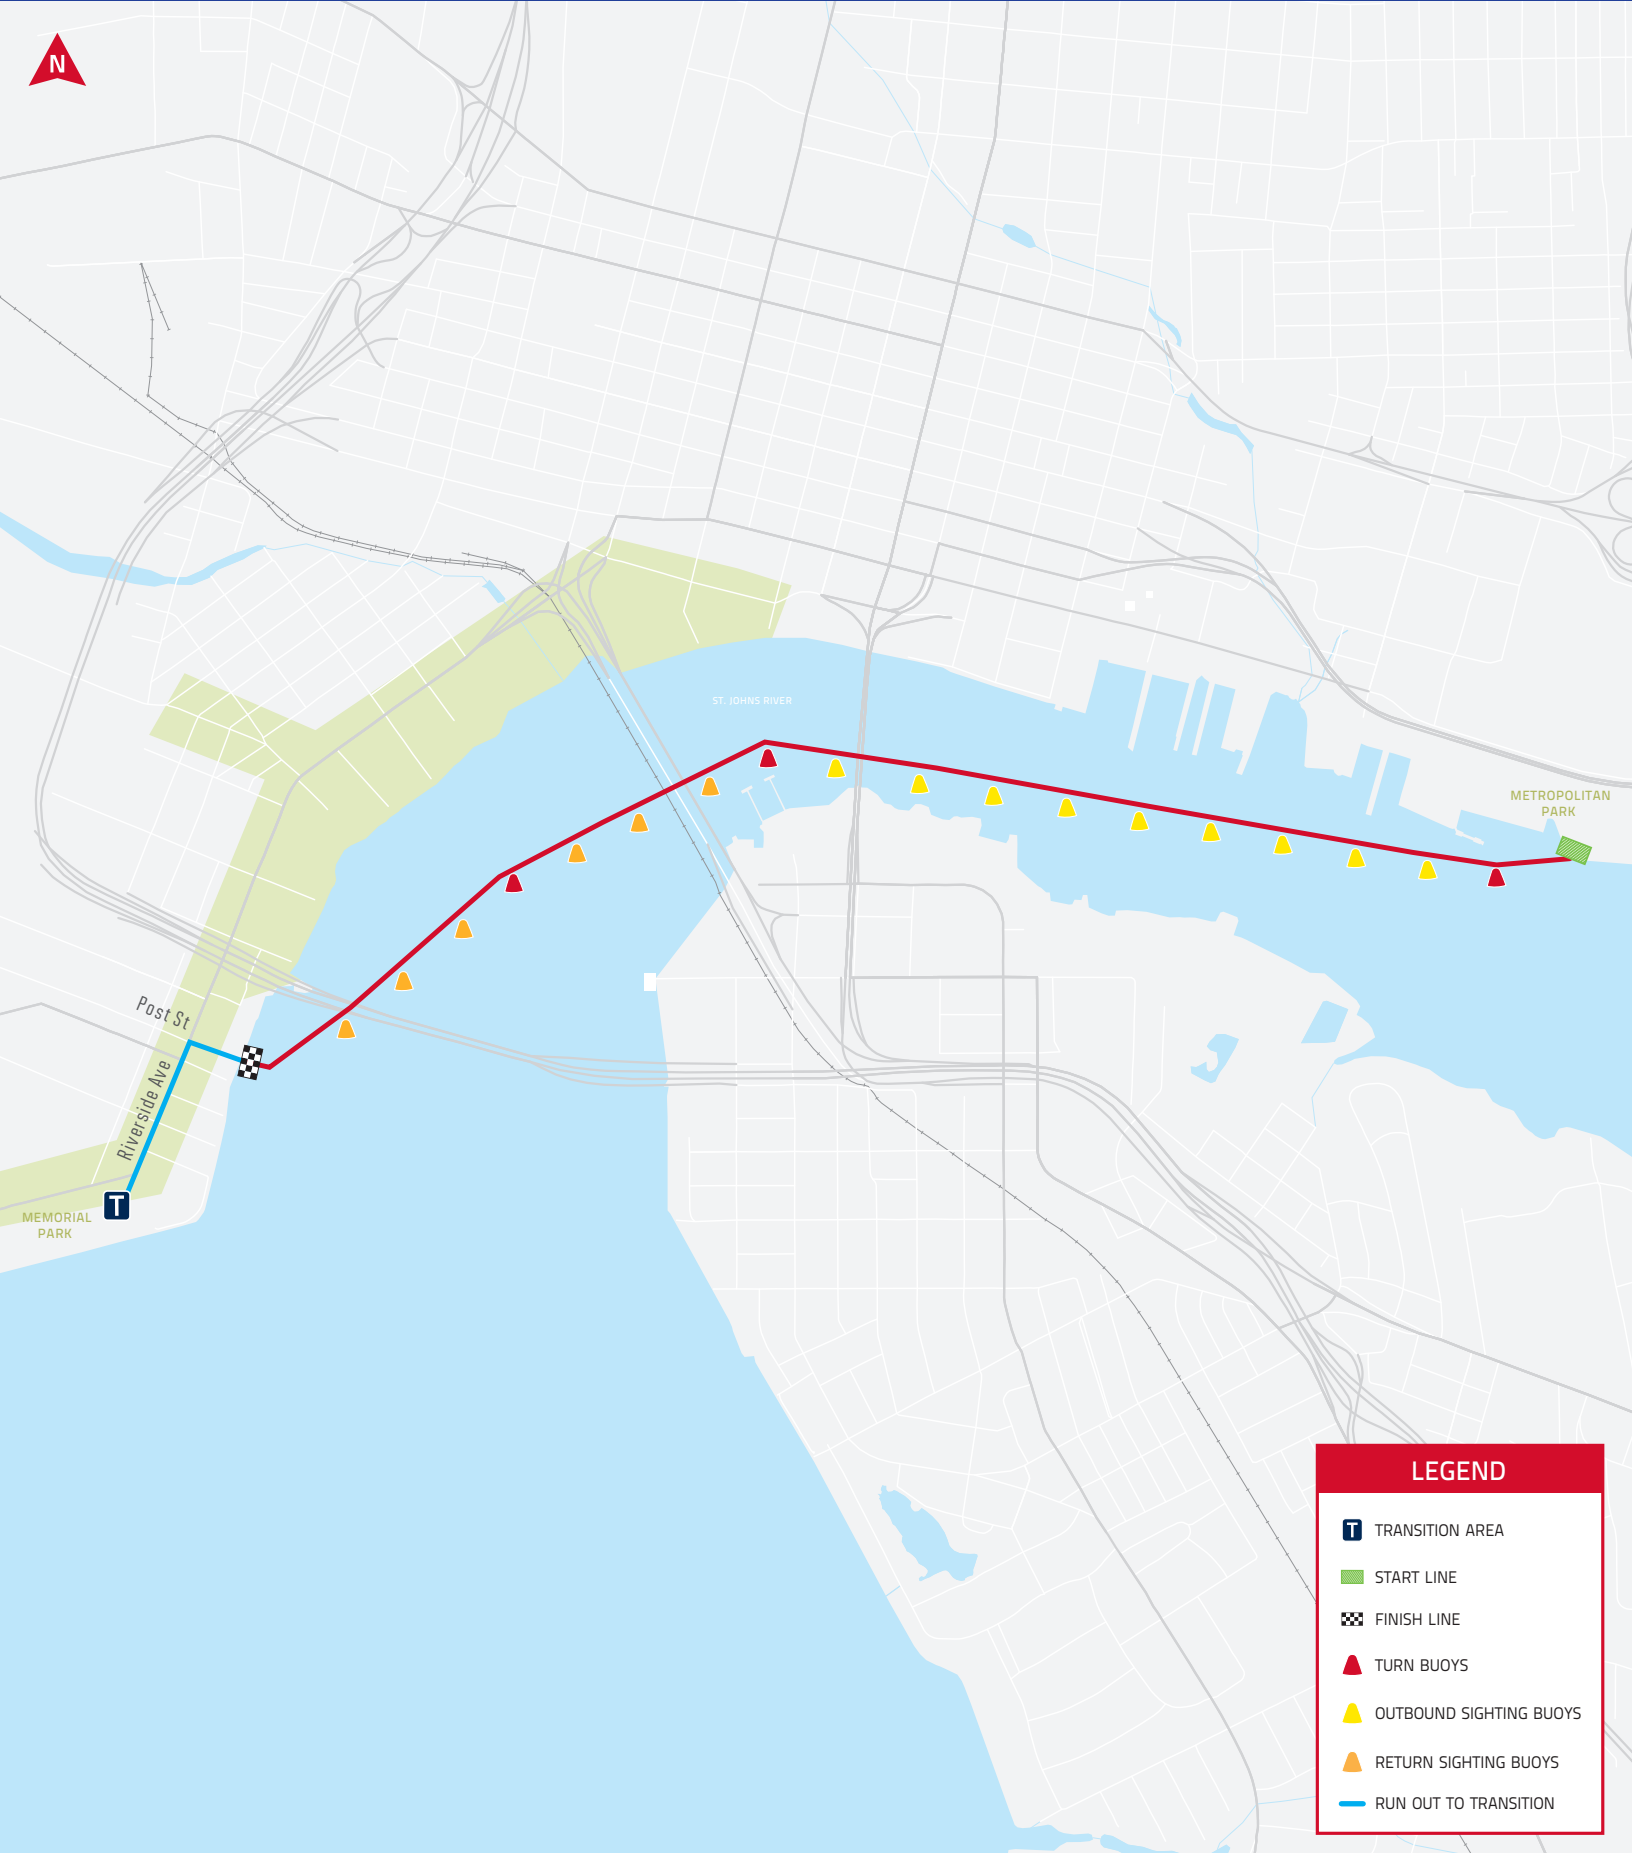 N
ST. JOHNS RIVER
METROPOLITAN
PARK
Post St
Riverside Ave
T
MEMORIAL
PARK
LEGEND
T TRANSITION AREA
START LINE
FINISH LINE
TURN BUOYS
OUTBOUND SIGHTING BUOYS
RETURN SIGHTING BUOYS
RUN OUT TO TRANSITION